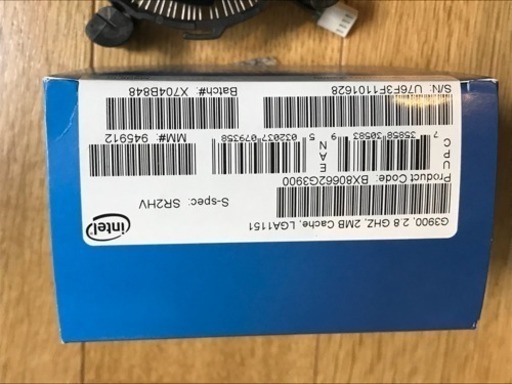 G3900, 2.8 GHZ, 2MB Cache, LGA1151
intel
Product Code: BX80662G3900
S-spec: SR2HV
UPC
7 35858 30583 9
EAN
5 032037 079358
MM#: 945912
S/N: U76F3F1101628
Batch#: X704B848